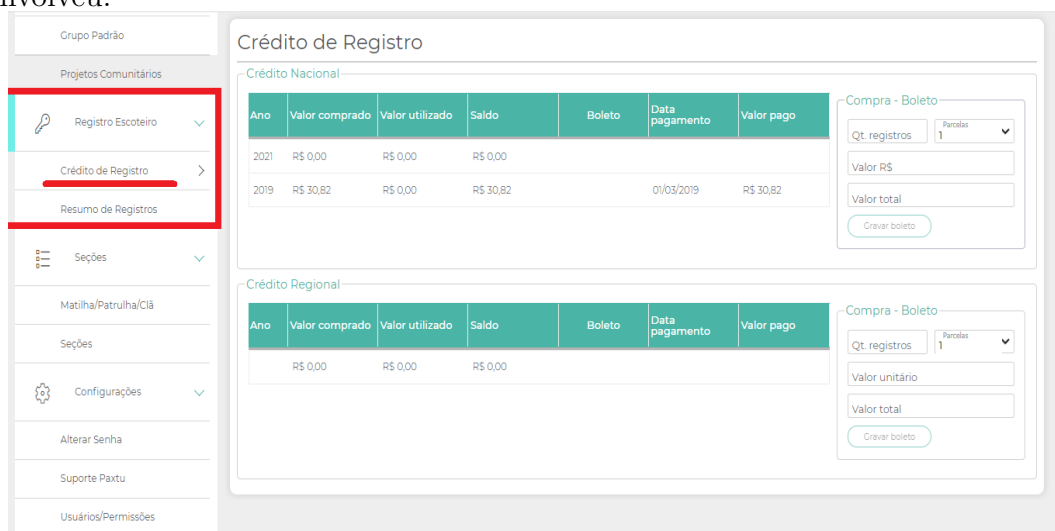 nvolved.
Grupo Padrão
Projetos Comunitários
Registro Escoteiro
Crédito de Registro
Resumo de Registros
Seções
Matilha/Patrulha/Clã
Seções
Configurações
Alterar Senha
Suporte Paxtu
Usuários/Permissões
Crédito de Registro
Crédito Nacional
Ano Valor comprado Valor utilizado Saldo Boleto Data pagamento Valor pago
2021 R$ 0,00 R$ 0,00 R$ 0,00
2019 R$ 30,82 R$ 0,00 R$ 30,82 01/03/2019 R$ 30,82
Compra - Boleto
Qt. registros Parcelas 1
Valor R$
Valor total
Gravar boleto
Crédito Regional
Ano Valor comprado Valor utilizado Saldo Boleto Data pagamento Valor pago
R$ 0,00 R$ 0,00 R$ 0,00
Compra - Boleto
Qt. registros Parcelas 1
Valor unitário
Valor total
Gravar boleto